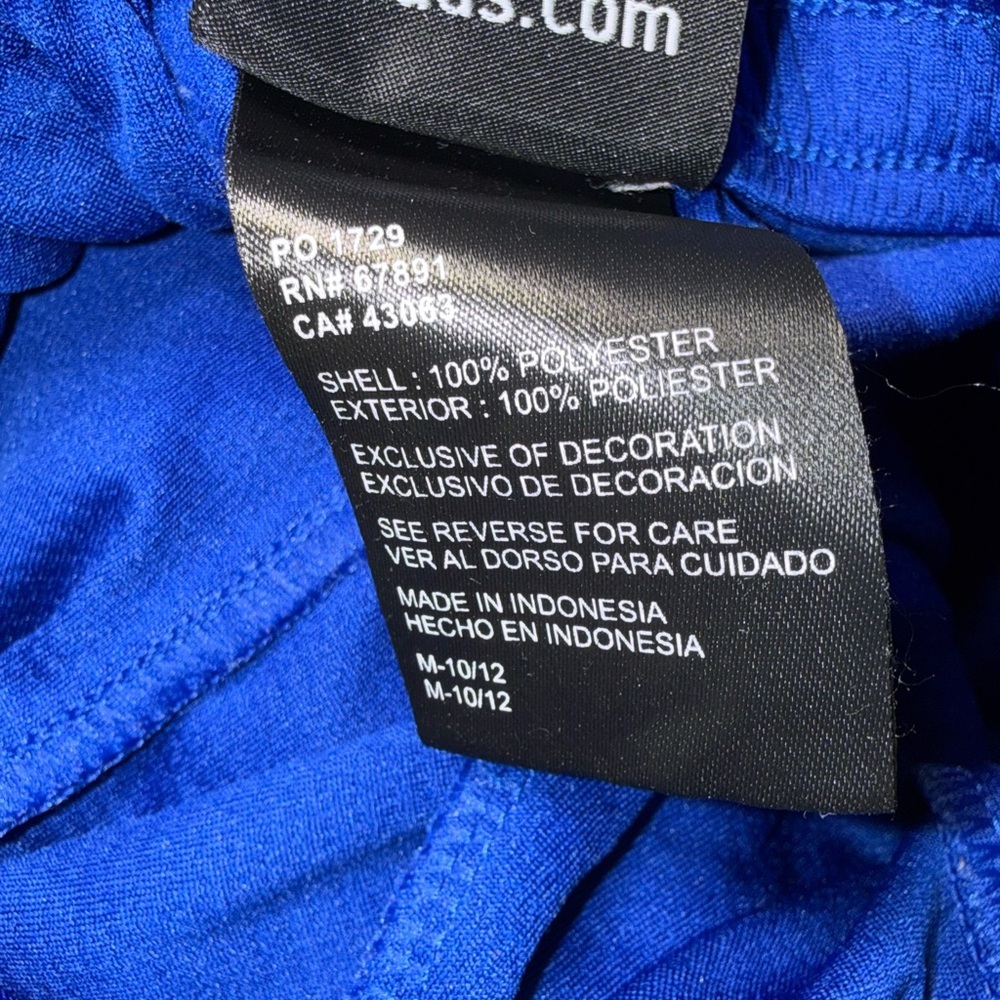 .com
PO 1729
RN# 67891
CA# 43063
SHELL : 100% POLYESTER
EXTERIOR : 100% POLIESTER
EXCLUSIVE OF DECORATION
EXCLUSIVO DE DECORACION
SEE REVERSE FOR CARE
VER AL DORSO PARA CUIDADO
MADE IN INDONESIA
HECHO EN INDONESIA
M-10/12
M-10/12